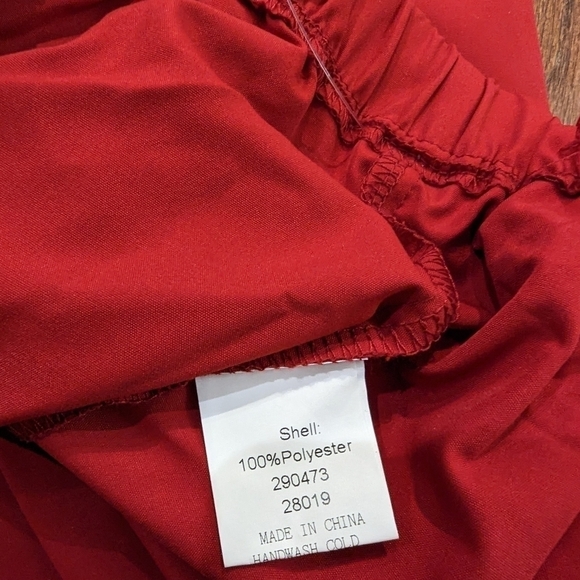 Shell:
100%Polyester
290473
28019
MADE IN CHINA
HANDWASH COLD